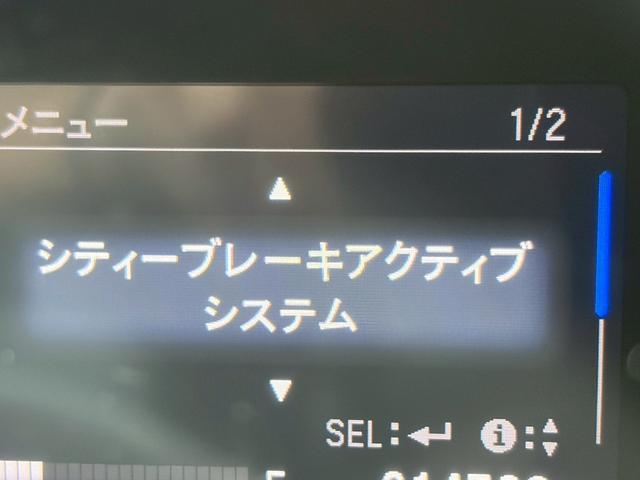 メニュー 1/2
▲
シティーブレーキアクティブ
システム
▼
SEL:↵ i:▲▼